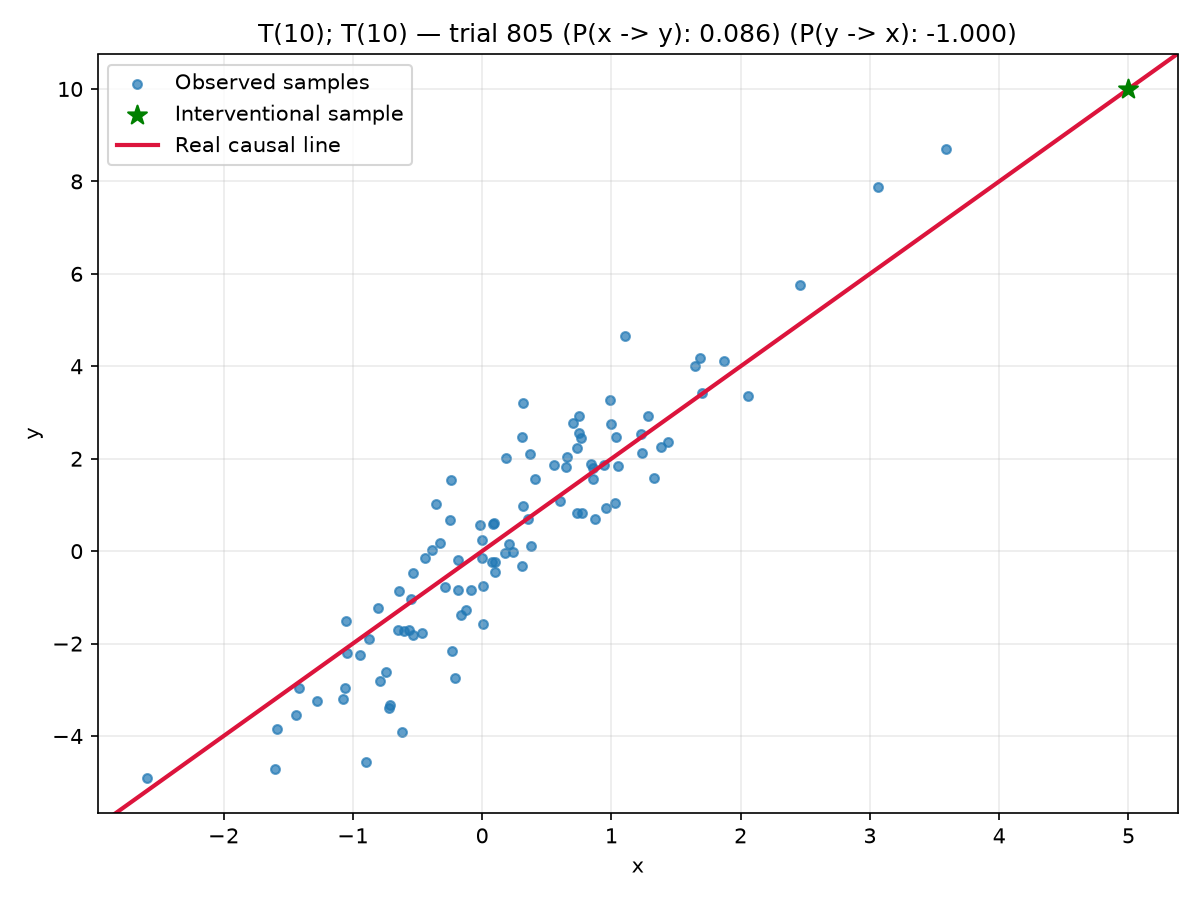 T(10); T(10) — trial 805 (P(x -> y): 0.086) (P(y -> x): -1.000)
Observed samples
Interventional sample
Real causal line
10
8
6
4
2
0
−2
−4
y
−2
−1
0
1
2
3
4
5
x